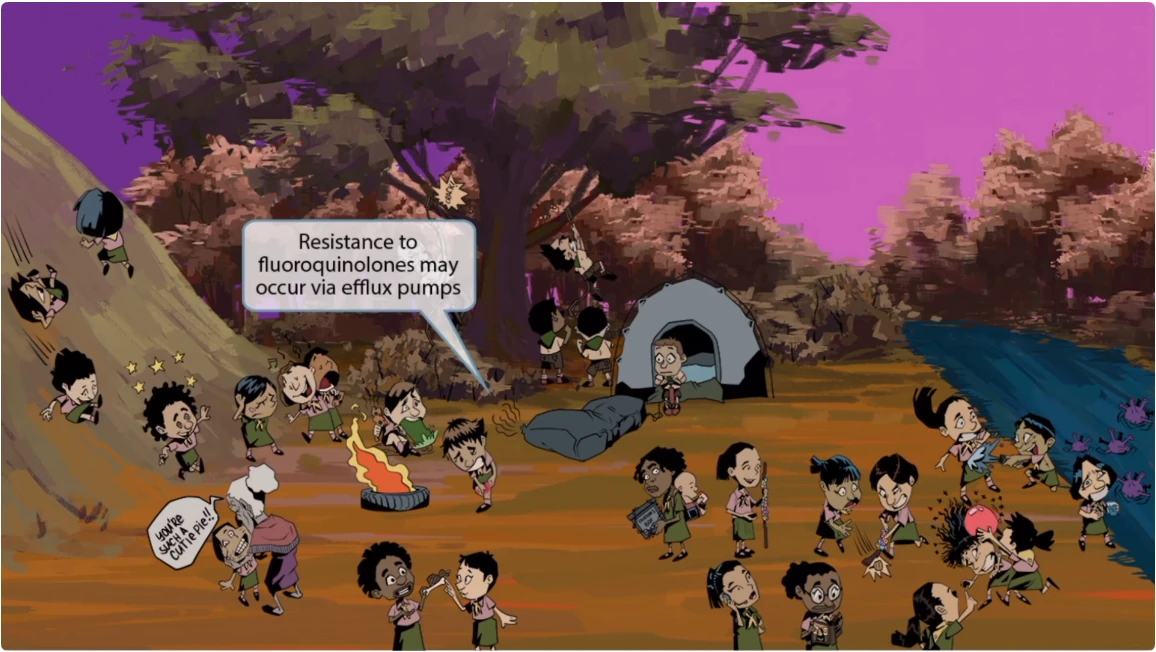 Resistance to
fluoroquinolones may
occur via efflux pumps
YOU'RE
SUCH A
CUTIE PIE!!